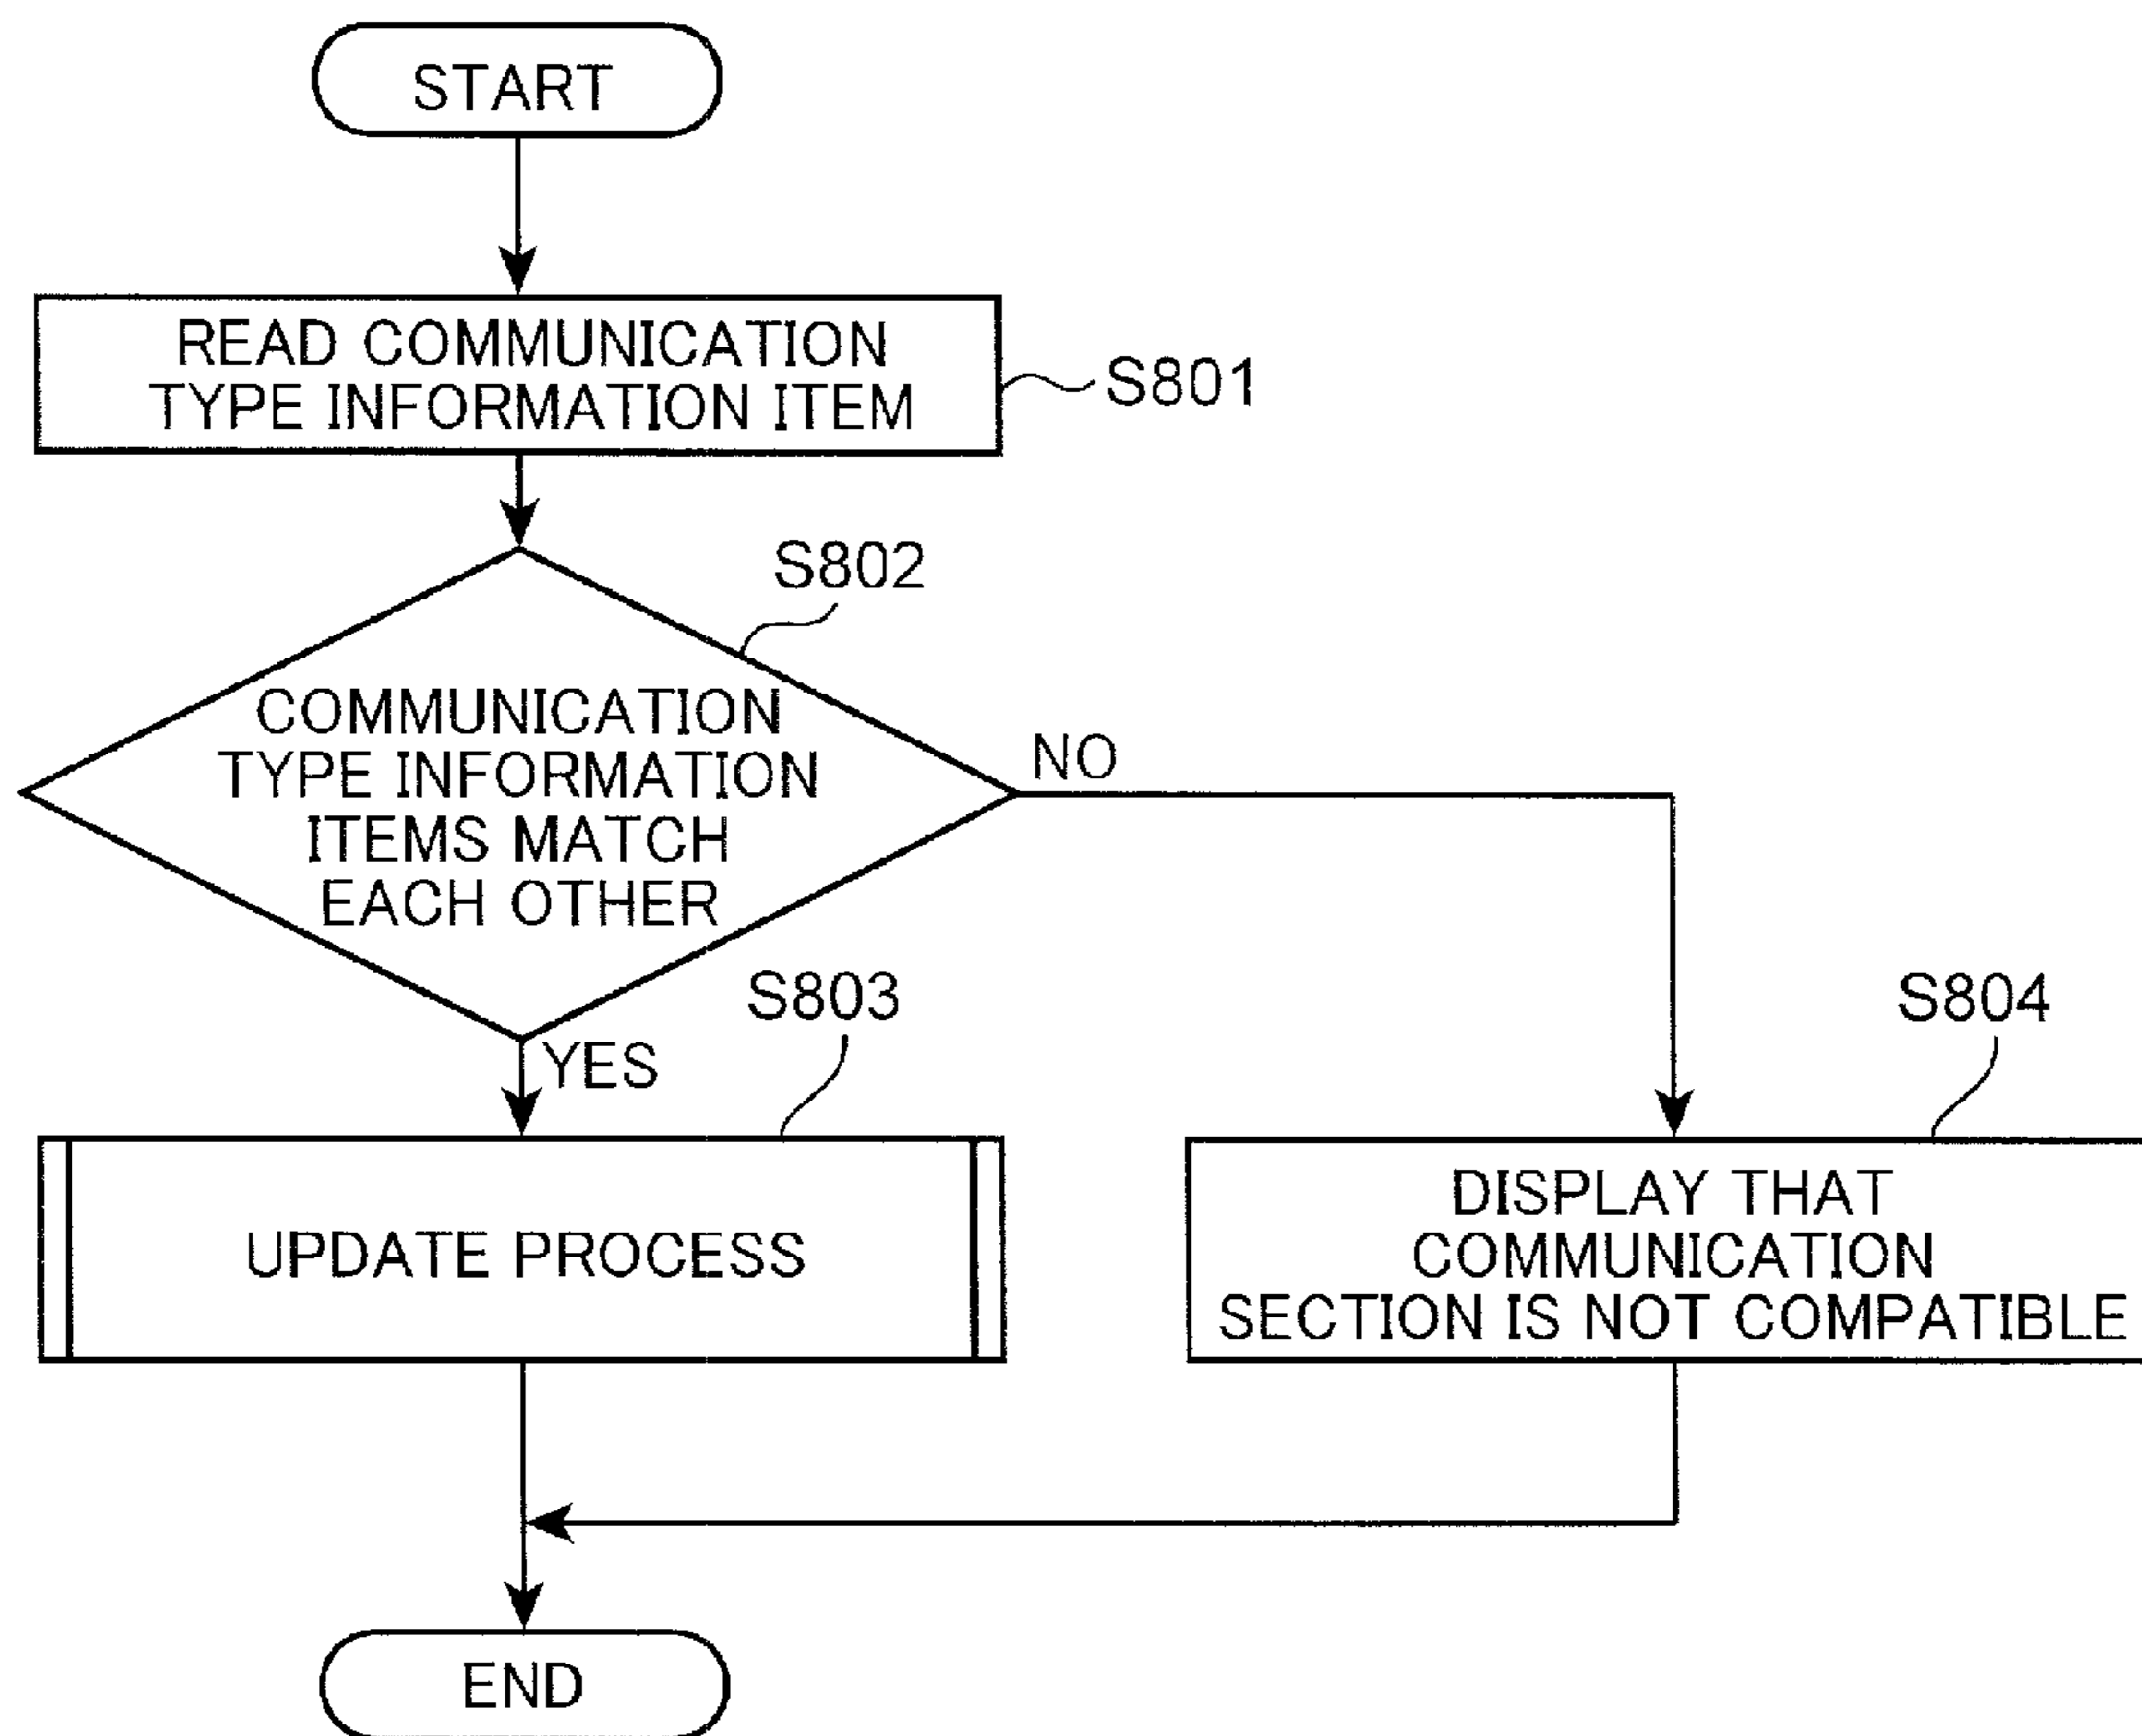 START
READ COMMUNICATION
TYPE INFORMATION ITEM
S801
S802
COMMUNICATION
TYPE INFORMATION
ITEMS MATCH
EACH OTHER
NO
YES
S803
UPDATE PROCESS
S804
DISPLAY THAT
COMMUNICATION
SECTION IS NOT COMPATIBLE
END